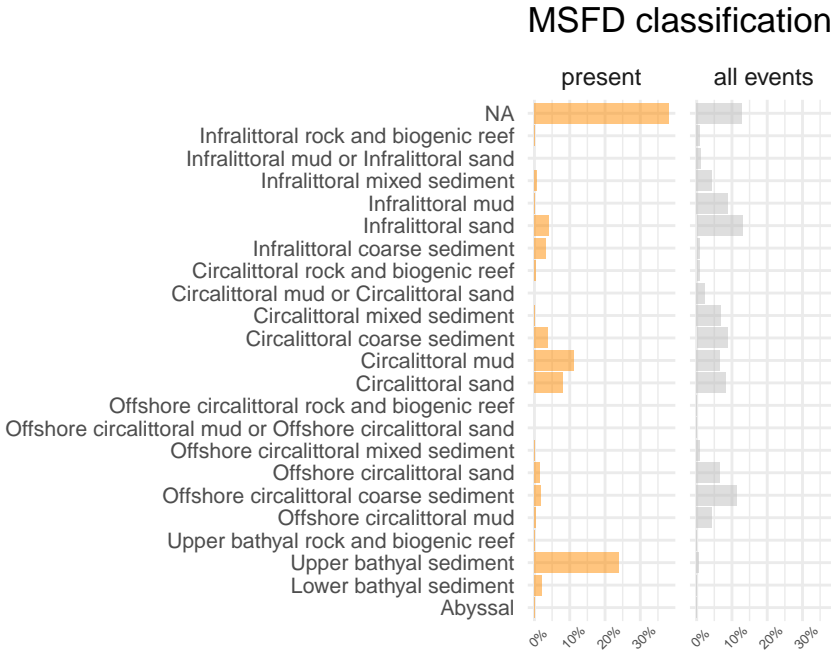 MSFD classification
present
all events
NA
Infralittoral rock and biogenic reef
Infralittoral mud or Infralittoral sand
Infralittoral mixed sediment
Infralittoral mud
Infralittoral sand
Infralittoral coarse sediment
Circalittoral rock and biogenic reef
Circalittoral mud or Circalittoral sand
Circalittoral mixed sediment
Circalittoral coarse sediment
Circalittoral mud
Circalittoral sand
Offshore circalittoral rock and biogenic reef
Offshore circalittoral mud or Offshore circalittoral sand
Offshore circalittoral mixed sediment
Offshore circalittoral sand
Offshore circalittoral coarse sediment
Offshore circalittoral mud
Upper bathyal rock and biogenic reef
Upper bathyal sediment
Lower bathyal sediment
Abyssal
0% 10% 20% 30% 0% 10% 20% 30%